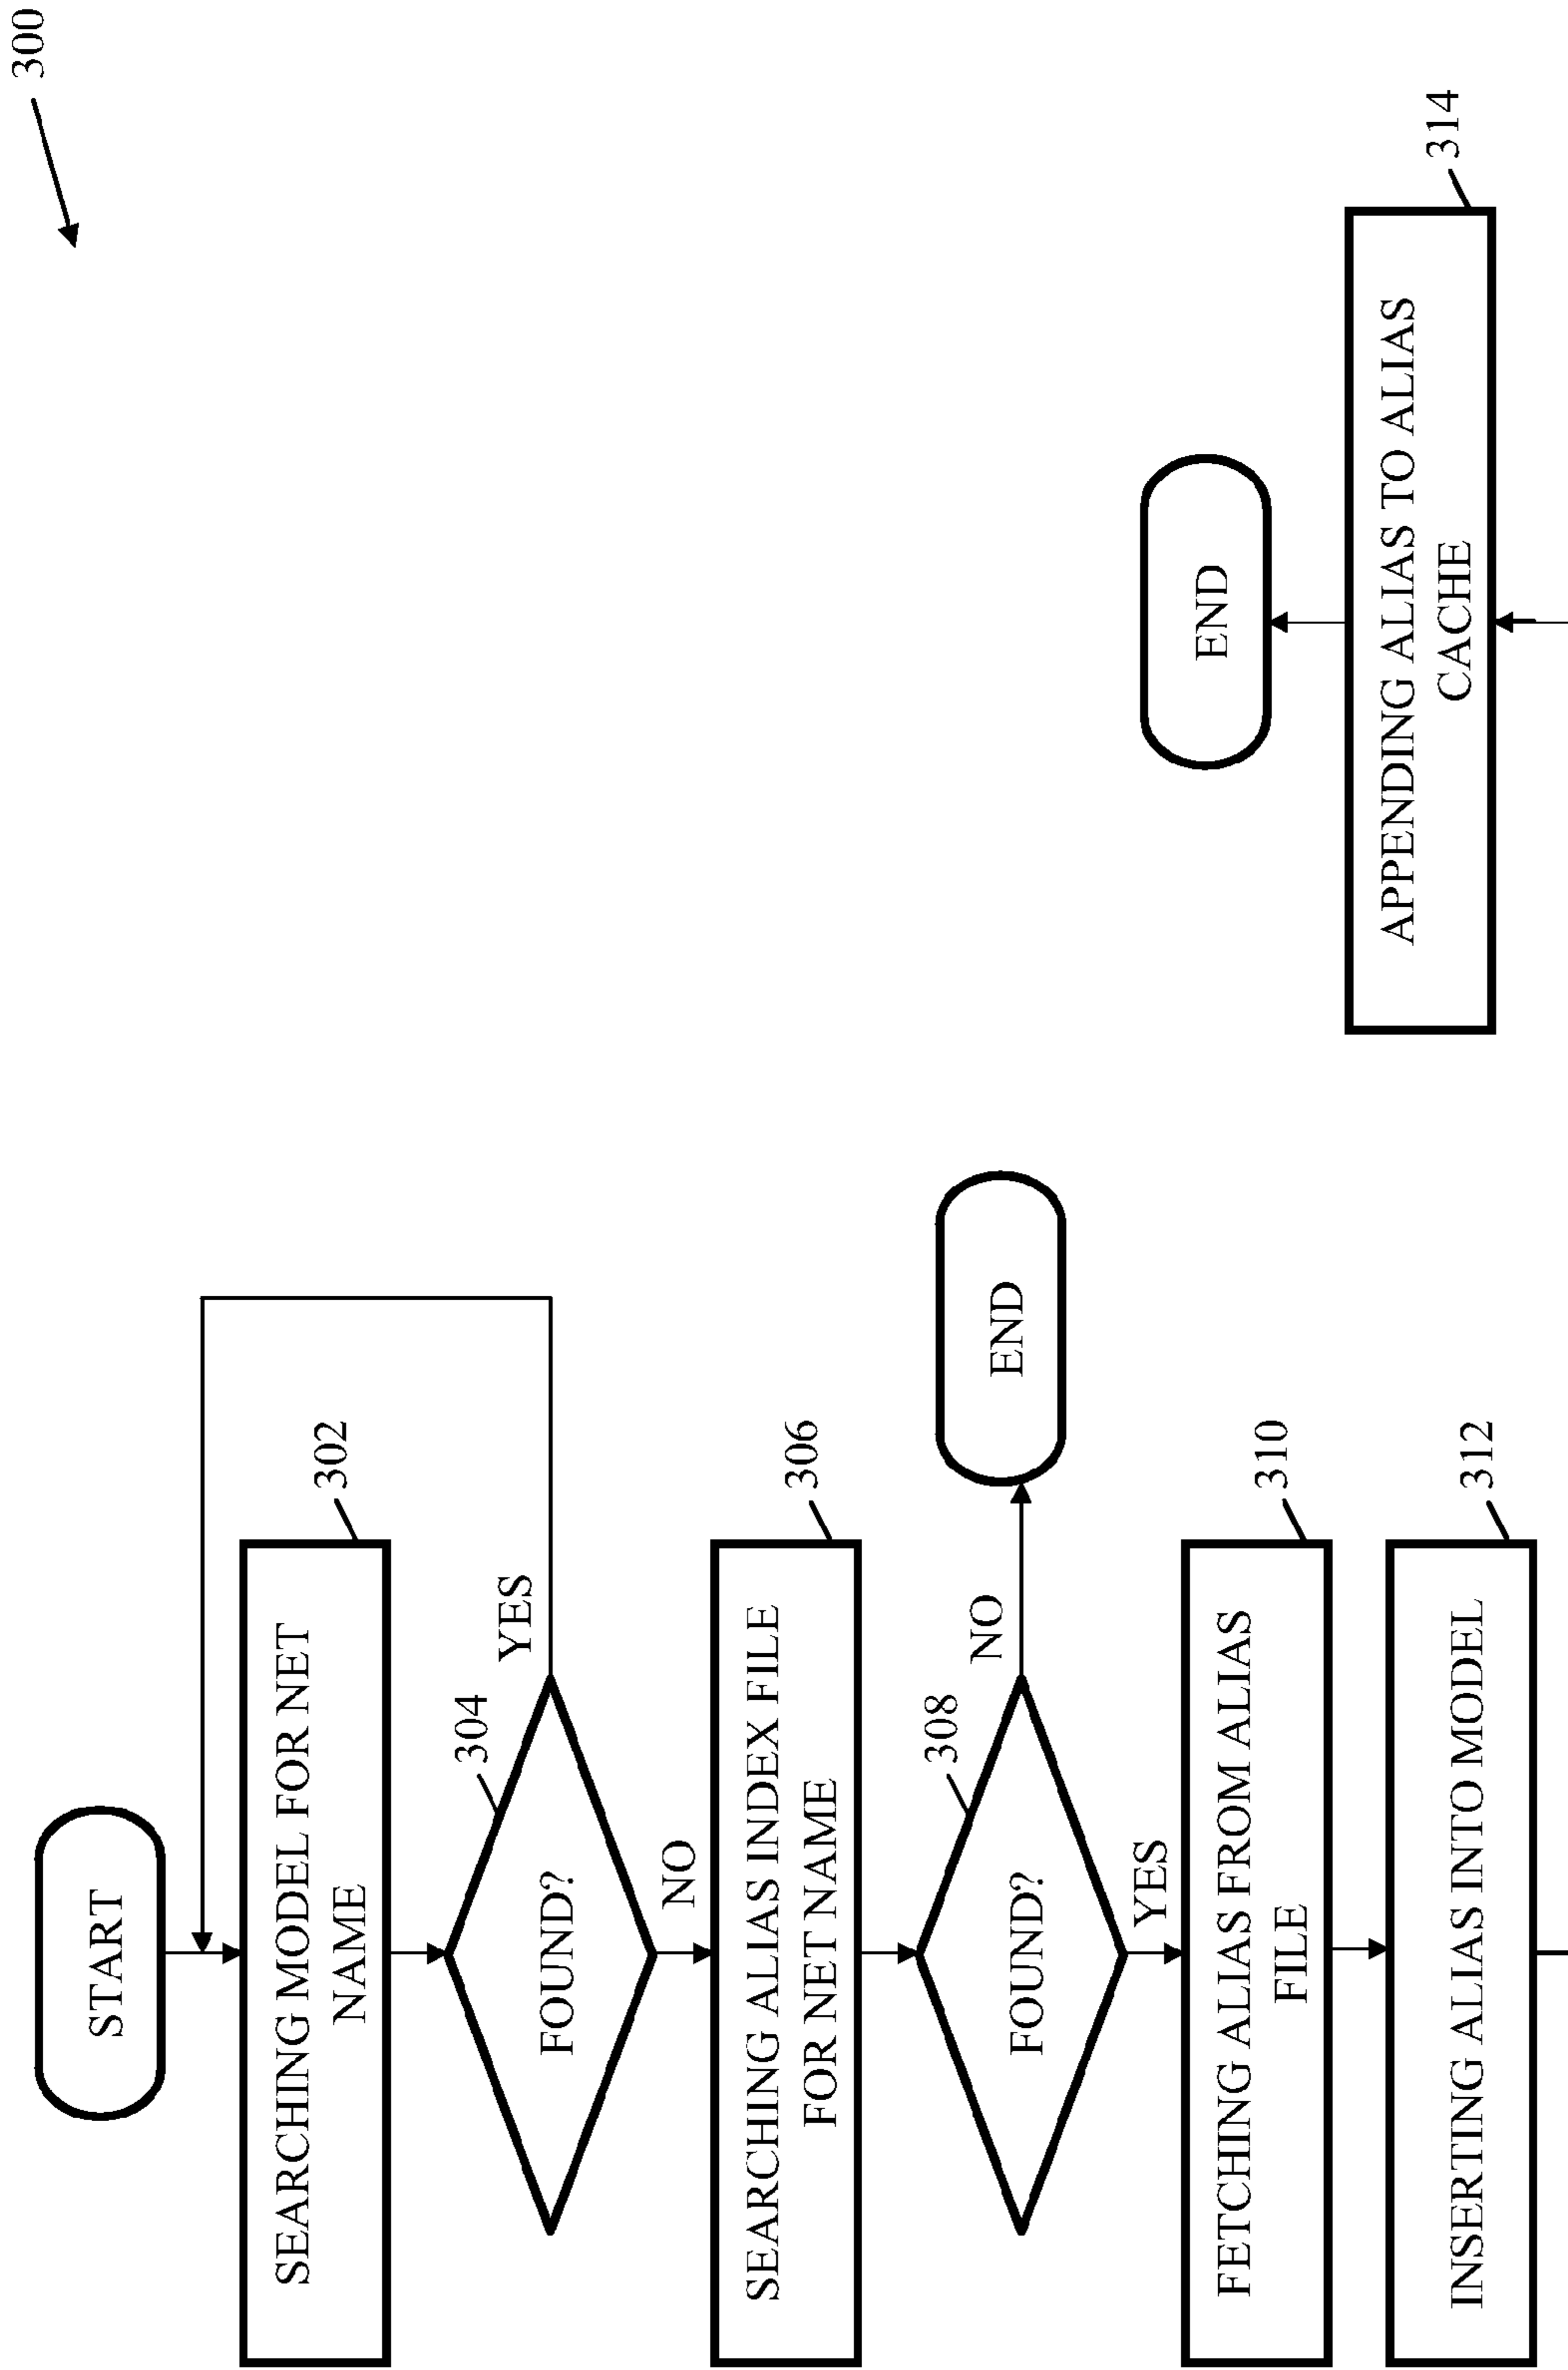 300
START
SEARCHING MODEL FOR NET
NAME
302
304
FOUND?
YES
NO
SEARCHING ALIAS INDEX FILE
FOR NET NAME
306
308
FOUND?
NO
END
YES
FETCHING ALIAS FROM ALIAS
FILE
310
INSERTING ALIAS INTO MODEL
312
END
APPENDING ALIAS TO ALIAS
CACHE
314